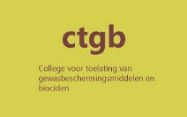 ctgb
College voor toelating van
gewasbeschermingsmiddelen en
biociden